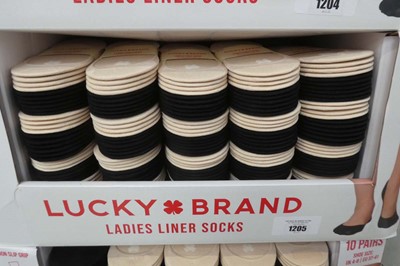 1204
LADIES LINER SOCKS
LUCKY BRAND
LADIES LINER SOCKS
1205
10 PAIRS